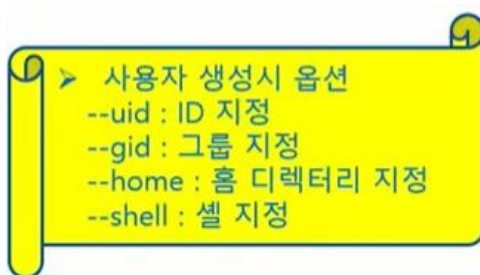 ➢ 사용자 생성시 옵션
--uid : ID 지정
--gid : 그룹 지정
--home : 홈 디렉터리 지정
--shell : 셸 지정